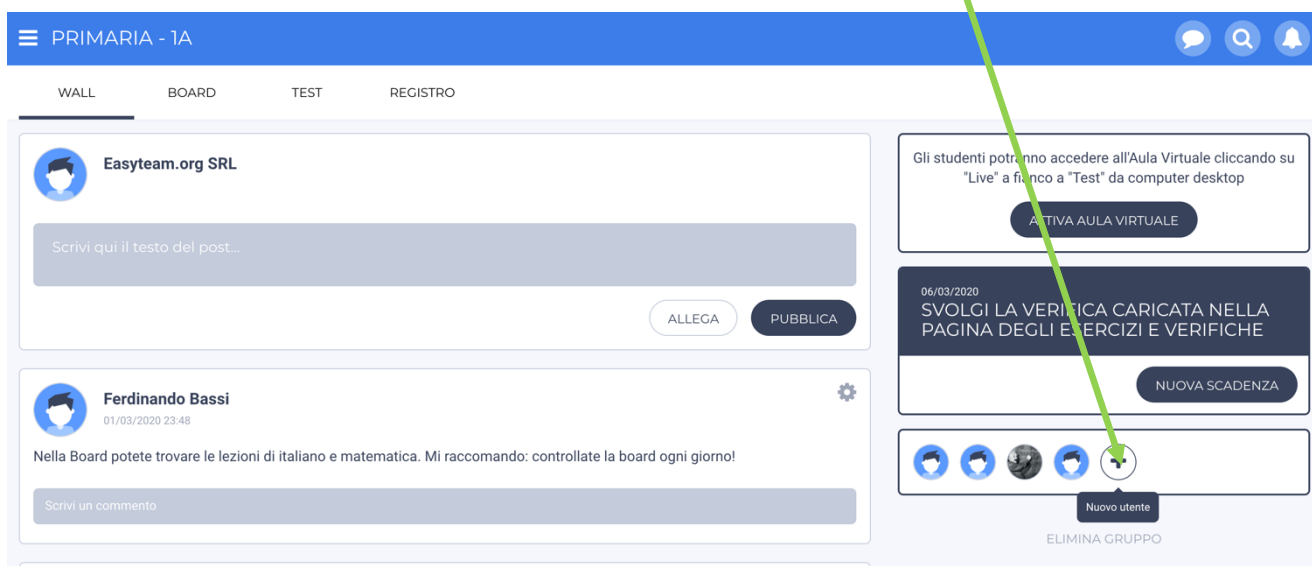 PRIMARIA - 1A
WALL
BOARD
TEST
REGISTRO
Easyteam.org SRL
Scrivi qui il testo del post...
ALLEGA
PUBBLICA
Ferdinando Bassi
01/03/2020 23:48
Nella Board potete trovare le lezioni di italiano e matematica. Mi raccomando: controllate la board ogni giorno!
Scrivi un commento
Gli studenti potranno accedere all'Aula Virtuale cliccando su
"Live" a fianco a "Test" da computer desktop
ATTIVA AULA VIRTUALE
06/03/2020
SVOLGI LA VERIFICA CARICATA NELLA
PAGINA DEGLI ESERCIZI E VERIFICHE
NUOVA SCADENZA
Nuovo utente
ELIMINA GRUPPO